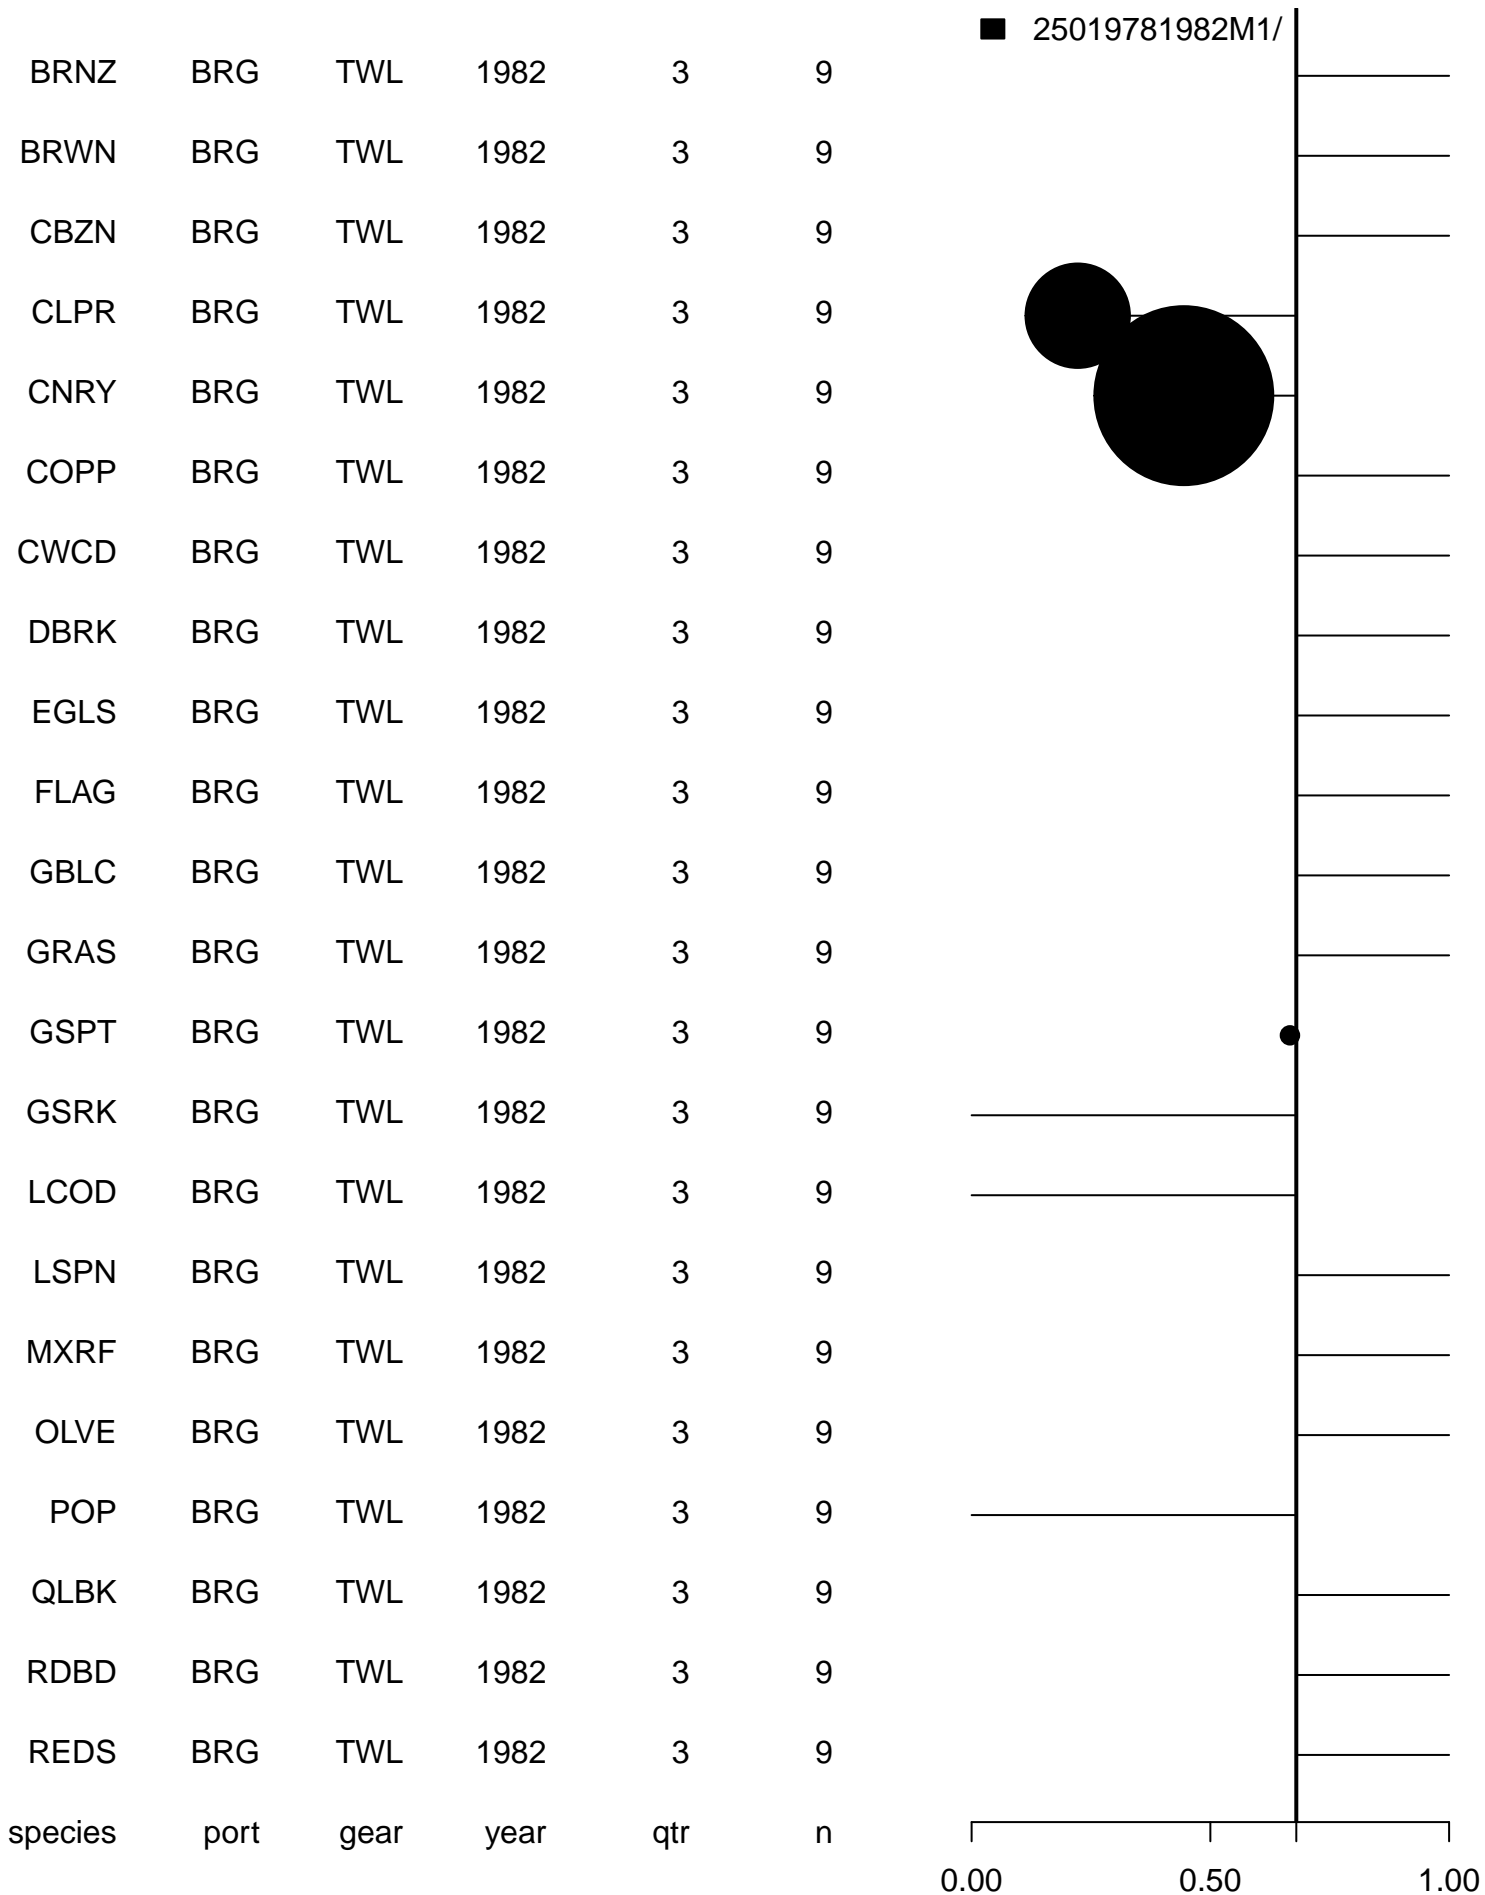 25019781982M1/
BRNZ BRG TWL 1982 3 9
BRWN BRG TWL 1982 3 9
CBZN BRG TWL 1982 3 9
CLPR BRG TWL 1982 3 9
CNRY BRG TWL 1982 3 9
COPP BRG TWL 1982 3 9
CWCD BRG TWL 1982 3 9
DBRK BRG TWL 1982 3 9
EGLS BRG TWL 1982 3 9
FLAG BRG TWL 1982 3 9
GBLC BRG TWL 1982 3 9
GRAS BRG TWL 1982 3 9
GSPT BRG TWL 1982 3 9
GSRK BRG TWL 1982 3 9
LCOD BRG TWL 1982 3 9
LSPN BRG TWL 1982 3 9
MXRF BRG TWL 1982 3 9
OLVE BRG TWL 1982 3 9
POP BRG TWL 1982 3 9
QLBK BRG TWL 1982 3 9
RDBD BRG TWL 1982 3 9
REDS BRG TWL 1982 3 9
species port gear year qtr n
0.00 0.50 1.00